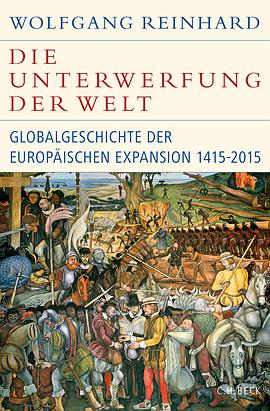 WOLFGANG REINHARD
DIE
UNTERWERFUNG
DER WELT
GLOBALGESCHICHTE DER
EUROPÄISCHEN EXPANSION 1415-2015
C.H.BECK